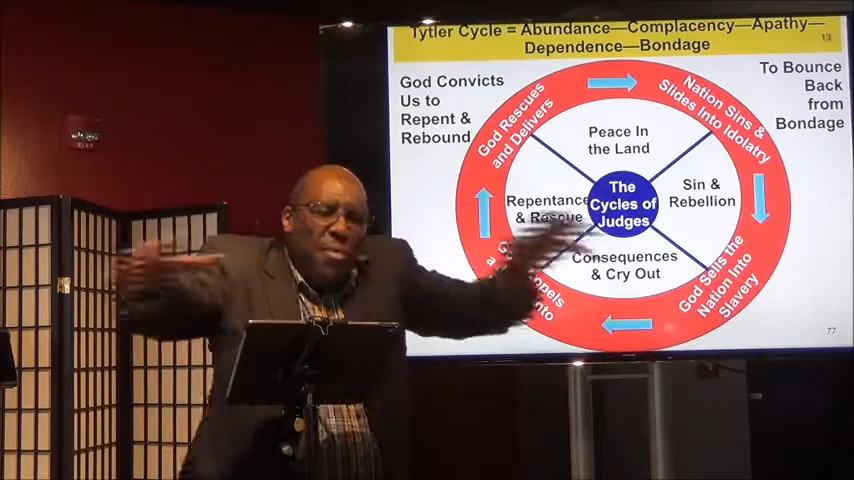 Tytler Cycle = Abundance—Complacency—Apathy—
Dependence—Bondage
13
God Convicts
Us to
Repent &
Rebound
To Bounce
Back
from
Bondage
God Rescues
and Delivers
Nation Sins &
Slides Into Idolatry
Peace In
the Land
Repentance
& Rescue
The
Cycles of
Judges
Sin &
Rebellion
Consequences
& Cry Out
God Sells the
Nation Into
Slavery
77